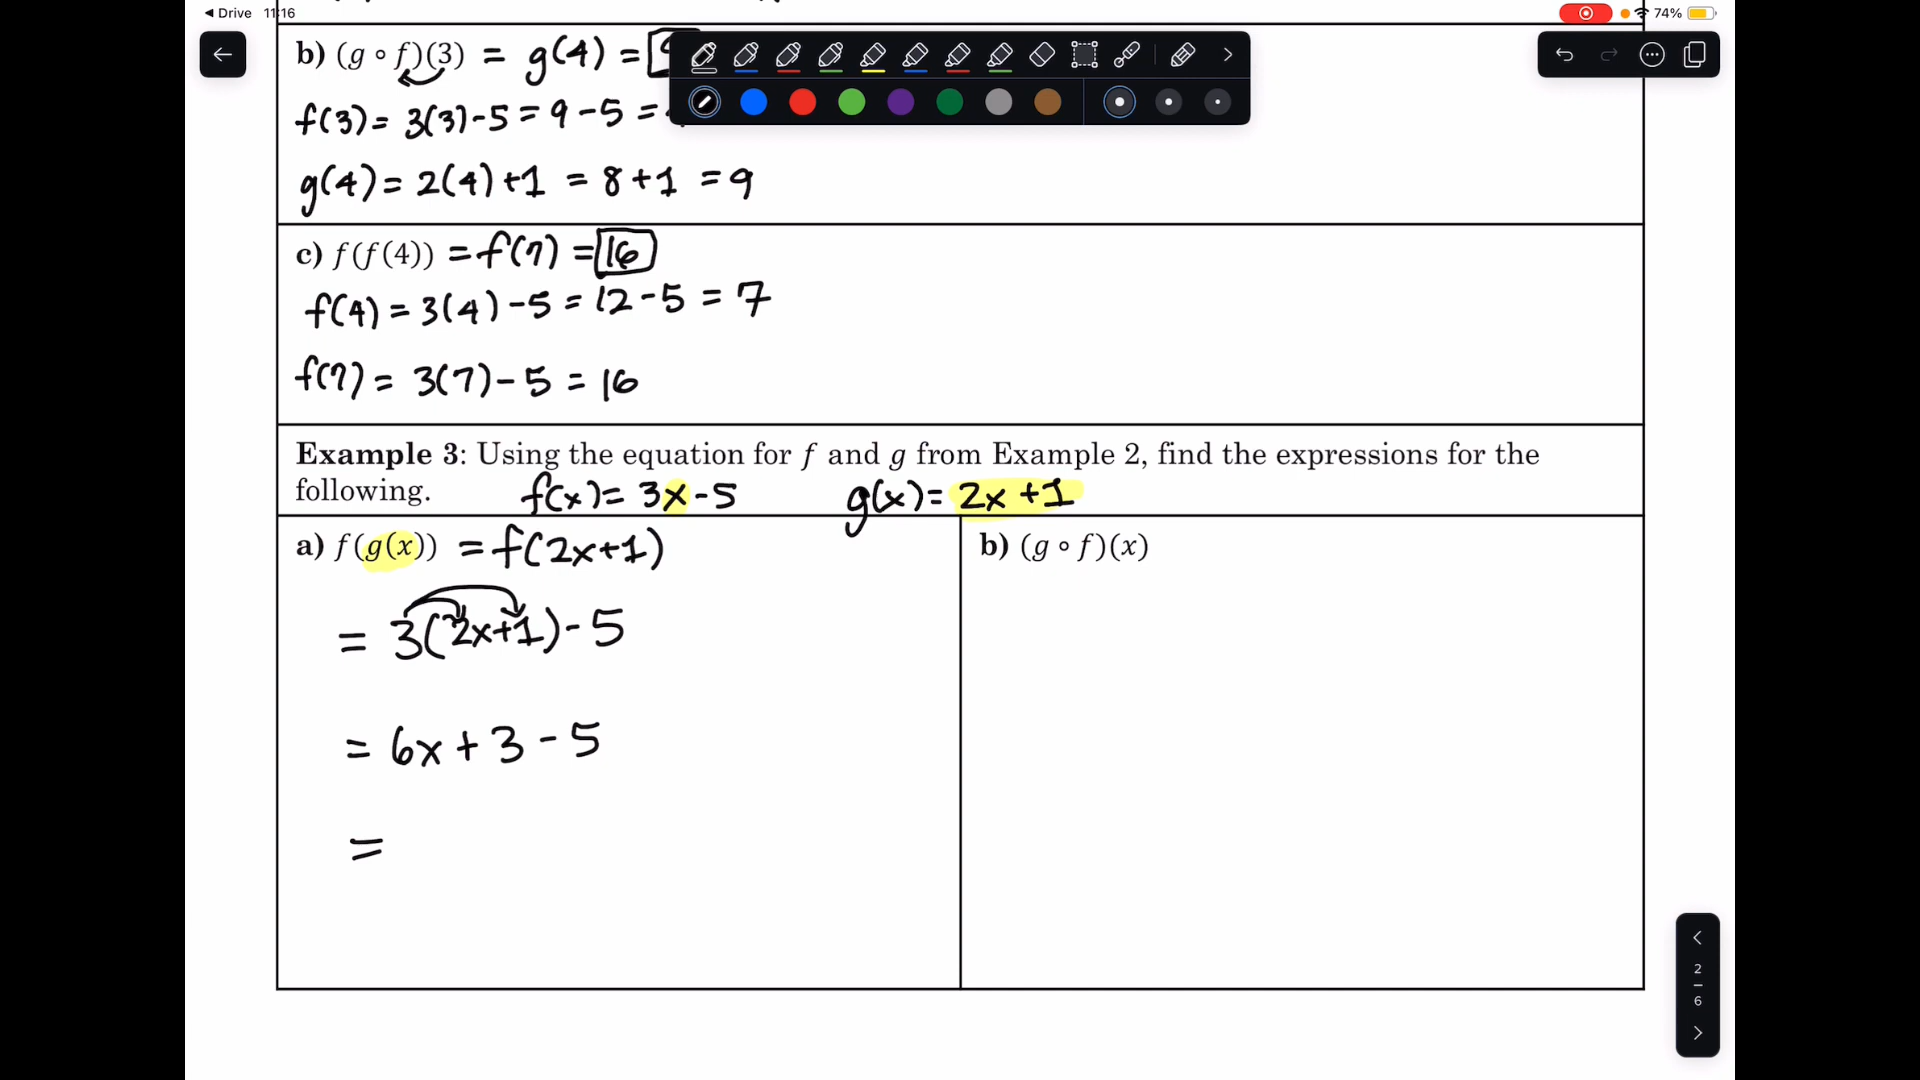 Drive 11:16
74%
b) (g ∘ f)(3) = g(4) =
f(3) = 3(3)-5 = 9 - 5 =
g(4) = 2(4)+1 = 8+1 = 9
c) f(f(4)) = f(7) = 16
f(4) = 3(4) - 5 = 12 - 5 = 7
f(7) = 3(7) - 5 = 16
Example 3: Using the equation for f and g from Example 2, find the expressions for the
following. f(x) = 3x - 5 g(x) = 2x + 1
a) f(g(x)) = f(2x+1)
= 3(2x+1) - 5
= 6x + 3 - 5
=
b) (g ∘ f)(x)
2
6